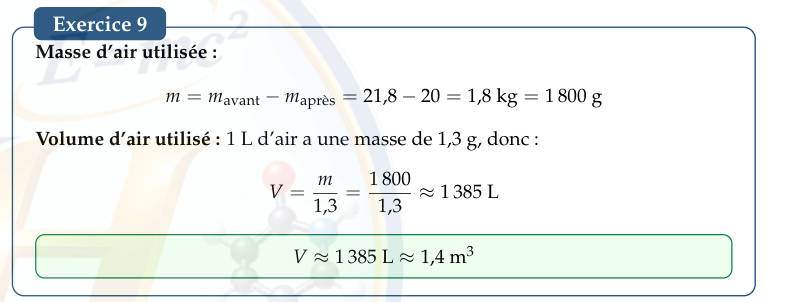 Exercice 9
E=mc²
Masse d'air utilisée :
m = m_avant − m_après = 21,8 − 20 = 1,8 kg = 1 800 g
Volume d'air utilisé : 1 L d'air a une masse de 1,3 g, donc :
V = m/1,3 = 1 800/1,3 ≈ 1 385 L
V ≈ 1 385 L ≈ 1,4 m³